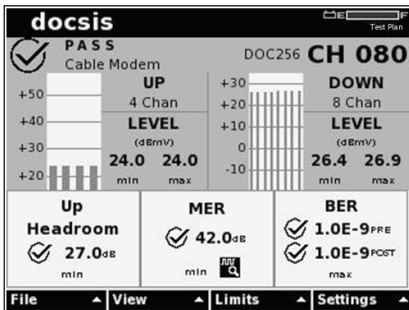 docsis
E F
Test Plan
PASS
Cable Modem
DOC256 CH 080
+50
+40
+30
+20
UP
4 Chan
LEVEL
(dBmV)
24.0 24.0
min max
+30
+20
+10
0
-10
DOWN
8 Chan
LEVEL
(dBmV)
26.4 26.9
min max
Up
Headroom
27.0dB
min
MER
42.0dB
min
BER
1.0E-9PRE
1.0E-9POST
max
File View Limits Settings